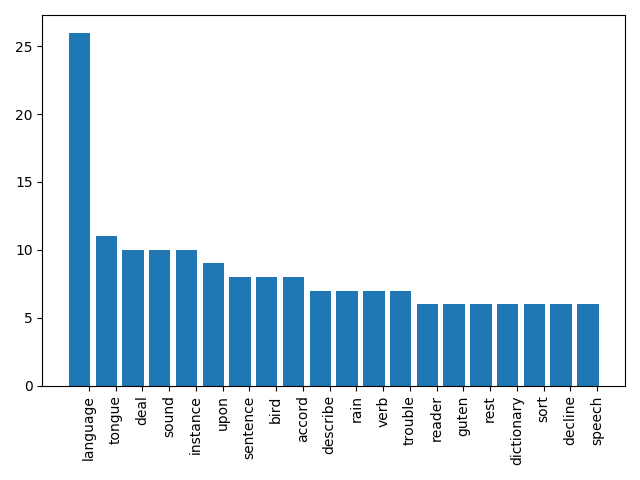 25
20
15
10
5
0
language
tongue
deal
sound
instance
upon
sentence
bird
accord
describe
rain
verb
trouble
reader
guten
rest
dictionary
sort
decline
speech